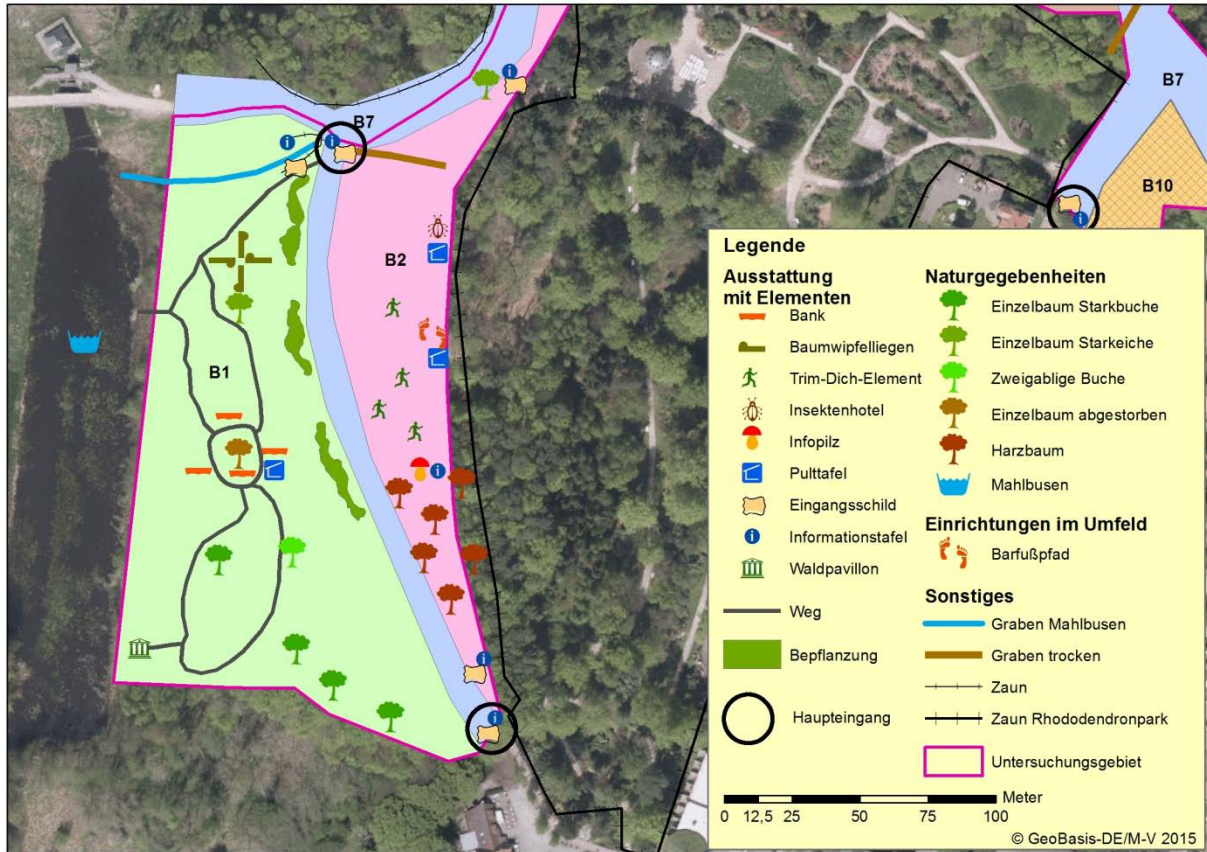 B7
B7
B10
B2
B1
Legende
Ausstattung
mit Elementen
Bank
Baumwipfelliegen
Trim-Dich-Element
Insektenhotel
Infopilz
Pulttafel
Eingangsschild
Informationstafel
Waldpavillon
Weg
Bepflanzung
Haupteingang
Naturgegebenheiten
Einzelbaum Starkbuche
Einzelbaum Starkeiche
Zweigablige Buche
Einzelbaum abgestorben
Harzbaum
Mahlbusen
Einrichtungen im Umfeld
Barfußpfad
Sonstiges
Graben Mahlbusen
Graben trocken
Zaun
Zaun Rhododendronpark
Untersuchungsgebiet
Meter
0 12,5 25 50 75 100
© GeoBasis-DE/M-V 2015